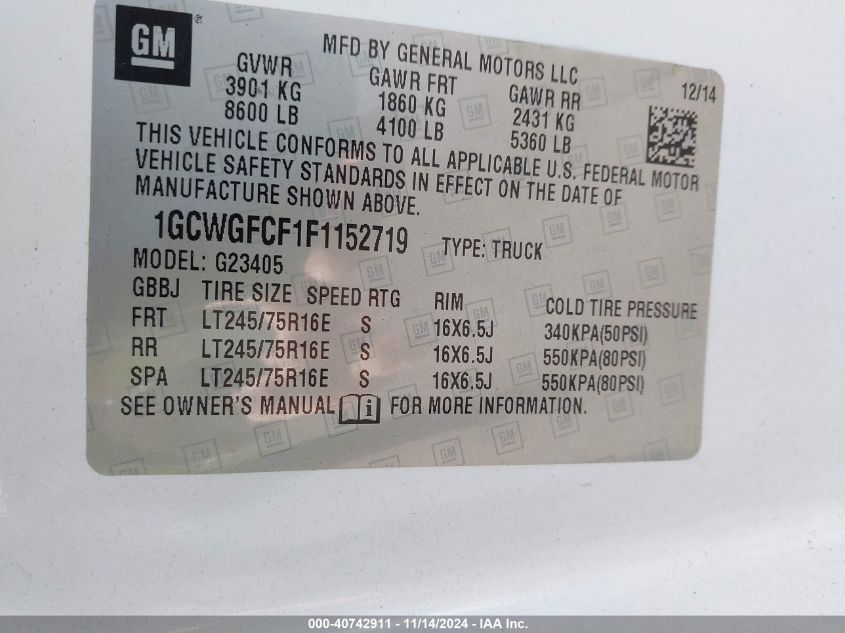 GM®
MFD BY GENERAL MOTORS LLC
GVWR GAWR FRT GAWR RR 12/14
3901 KG 1860 KG 2431 KG
8600 LB 4100 LB 5360 LB
THIS VEHICLE CONFORMS TO ALL APPLICABLE U.S. FEDERAL MOTOR
VEHICLE SAFETY STANDARDS IN EFFECT ON THE DATE OF
MANUFACTURE SHOWN ABOVE.
1GCWGFCF1F1152719 TYPE: TRUCK
MODEL: G23405
GBBJ TIRE SIZE SPEED RTG RIM COLD TIRE PRESSURE
FRT LT245/75R16E S 16X6.5J 340KPA(50PSI)
RR LT245/75R16E S 16X6.5J 550KPA(80PSI)
SPA LT245/75R16E S 16X6.5J 550KPA(80PSI)
SEE OWNER'S MANUAL i FOR MORE INFORMATION.
000-40742911 - 11/14/2024 - IAA Inc.